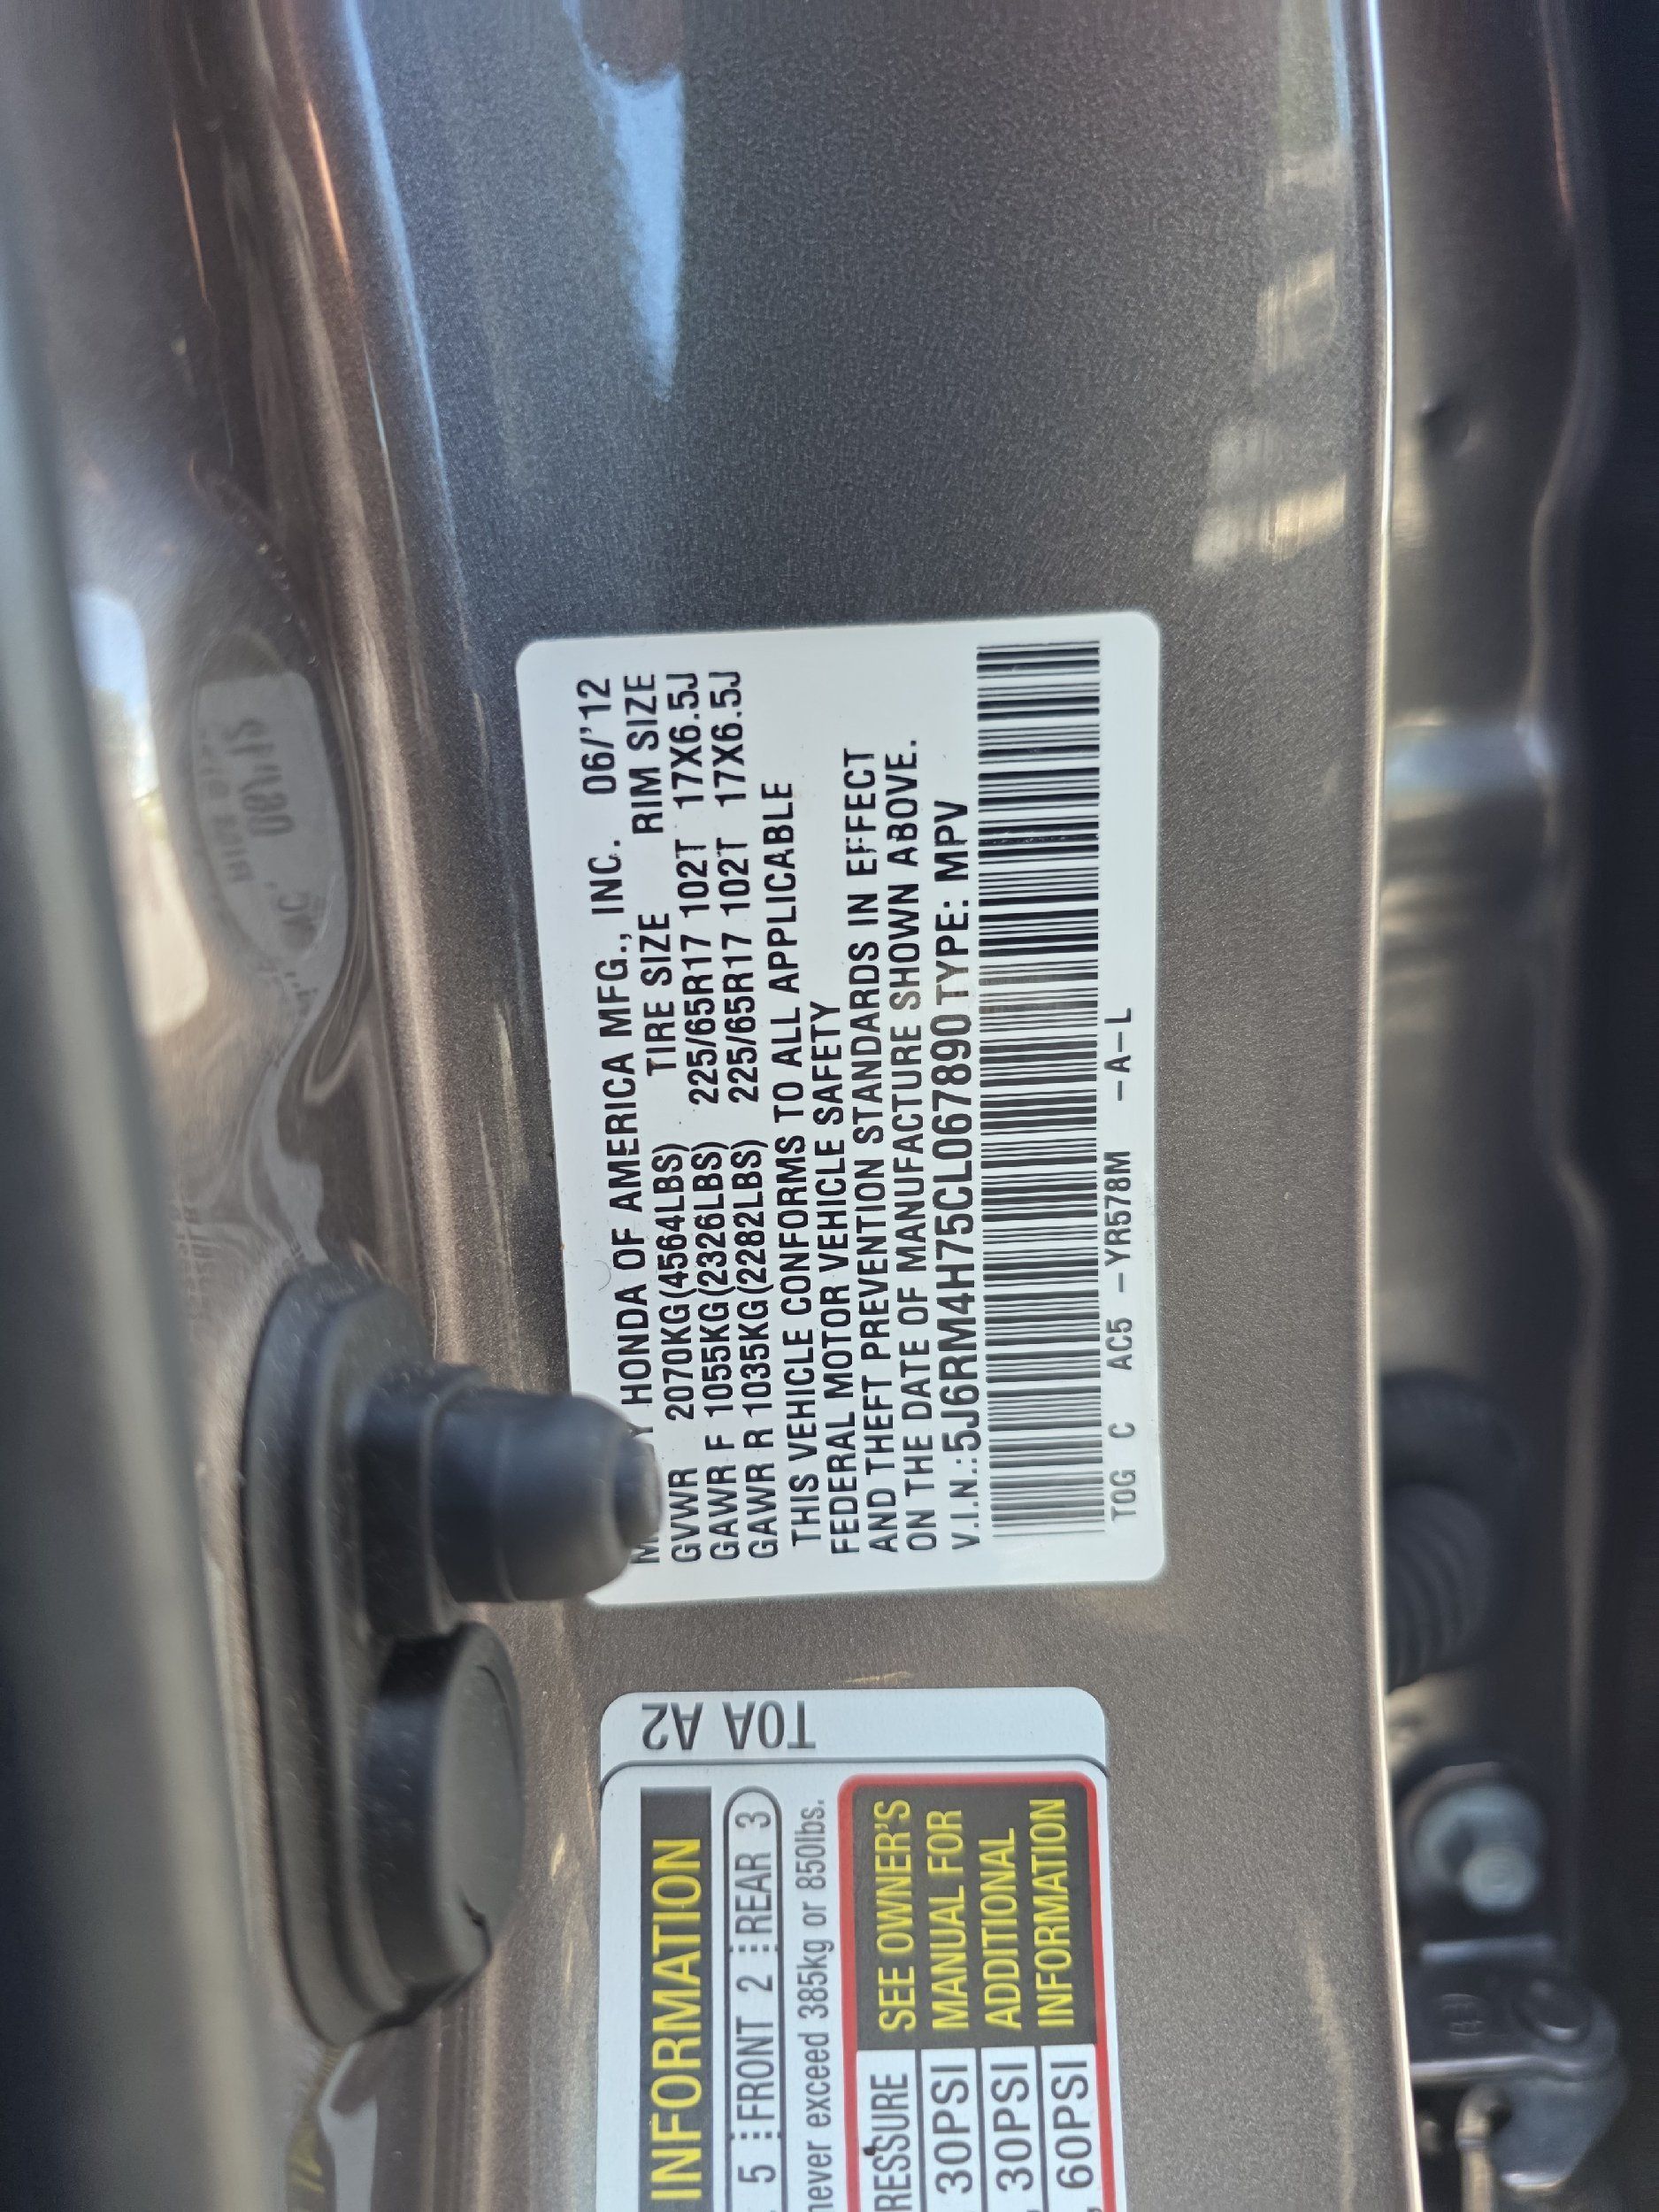 HONDA OF AMERICA MFG., INC. 06/'12
GVWR 2070KG(4564LBS) TIRE SIZE RIM SIZE
GAWR F 1055KG(2326LBS) 225/65R17 102T 17X6.5J
GAWR R 1035KG(2282LBS) 225/65R17 102T 17X6.5J
THIS VEHICLE CONFORMS TO ALL APPLICABLE
FEDERAL MOTOR VEHICLE SAFETY
AND THEFT PREVENTION STANDARDS IN EFFECT
ON THE DATE OF MANUFACTURE SHOWN ABOVE.
V.I.N.:5J6RM4H75CL067890 TYPE: MPV
TOG C AC5 -YR578M -A-L
T0A A2
INFORMATION
5 FRONT 2 REAR 3
never exceed 385kg or 850lbs.
SEE OWNER'S
MANUAL FOR
ADDITIONAL
INFORMATION
30PSI
30PSI
60PSI